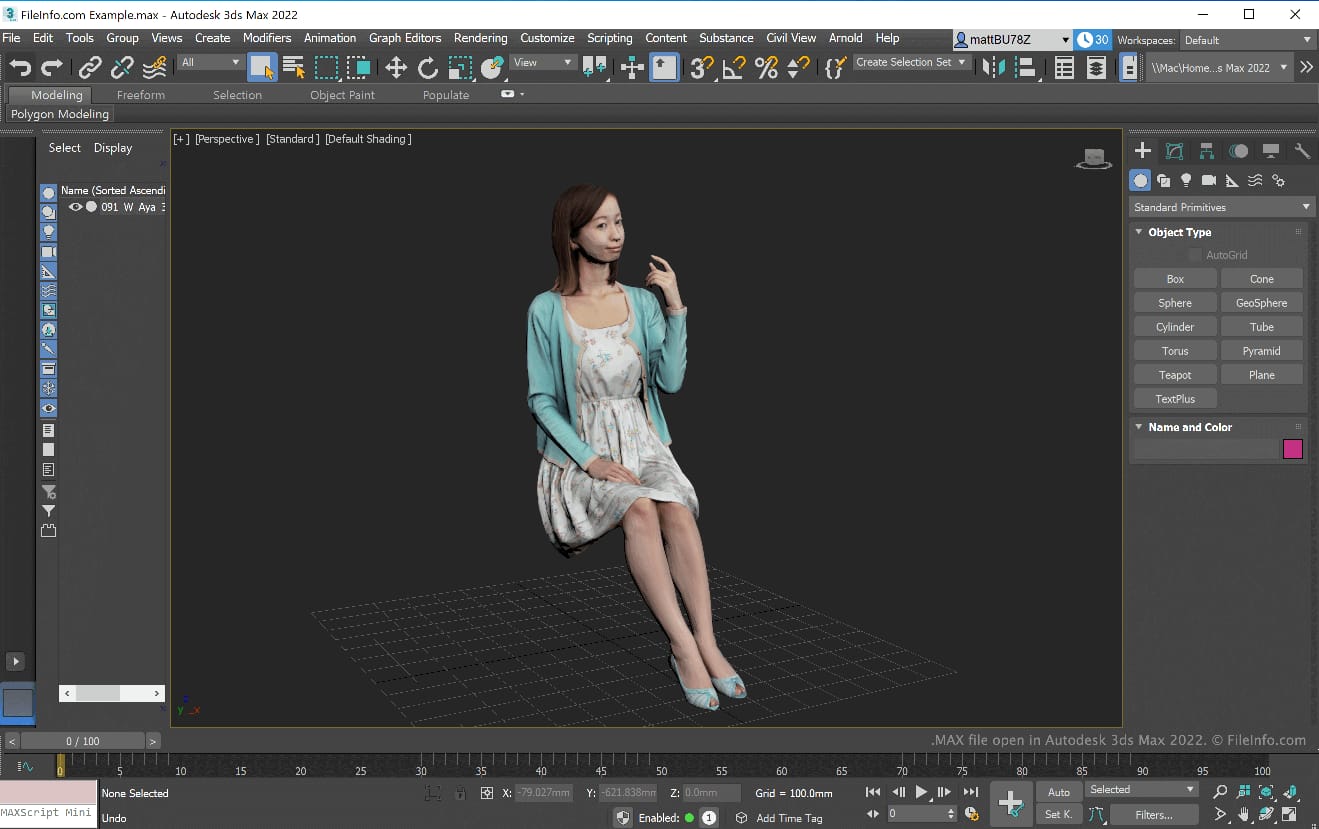 FileInfo.com Example.max - Autodesk 3ds Max 2022
File Edit Tools Group Views Create Modifiers Animation Graph Editors Rendering Customize Scripting Content Substance Civil View Arnold Help mattBU78Z 30 Workspaces: Default
All View Create Selection Set \\Mac\Home...s Max 2022
Modeling Freeform Selection Object Paint Populate
Polygon Modeling
Select Display
Name (Sorted Ascendi
091 W Aya
[+] [Perspective ] [Standard ] [Default Shading ]
Standard Primitives
Object Type
AutoGrid
Box Cone
Sphere GeoSphere
Cylinder Tube
Torus Pyramid
Teapot Plane
TextPlus
Name and Color
y x
.MAX file open in Autodesk 3ds Max 2022. © FileInfo.com
< 0 / 100 >
0 5 10 15 20 25 30 35 40 45 50 55 60 65 70 75 80 85 90 95 100
None Selected X: -79.027mm Y: -621.838mm Z: 0.0mm Grid = 100.0mm Auto Selected
MAXScript Mini Undo Enabled: 1 Add Time Tag 0 Set K. Filters...